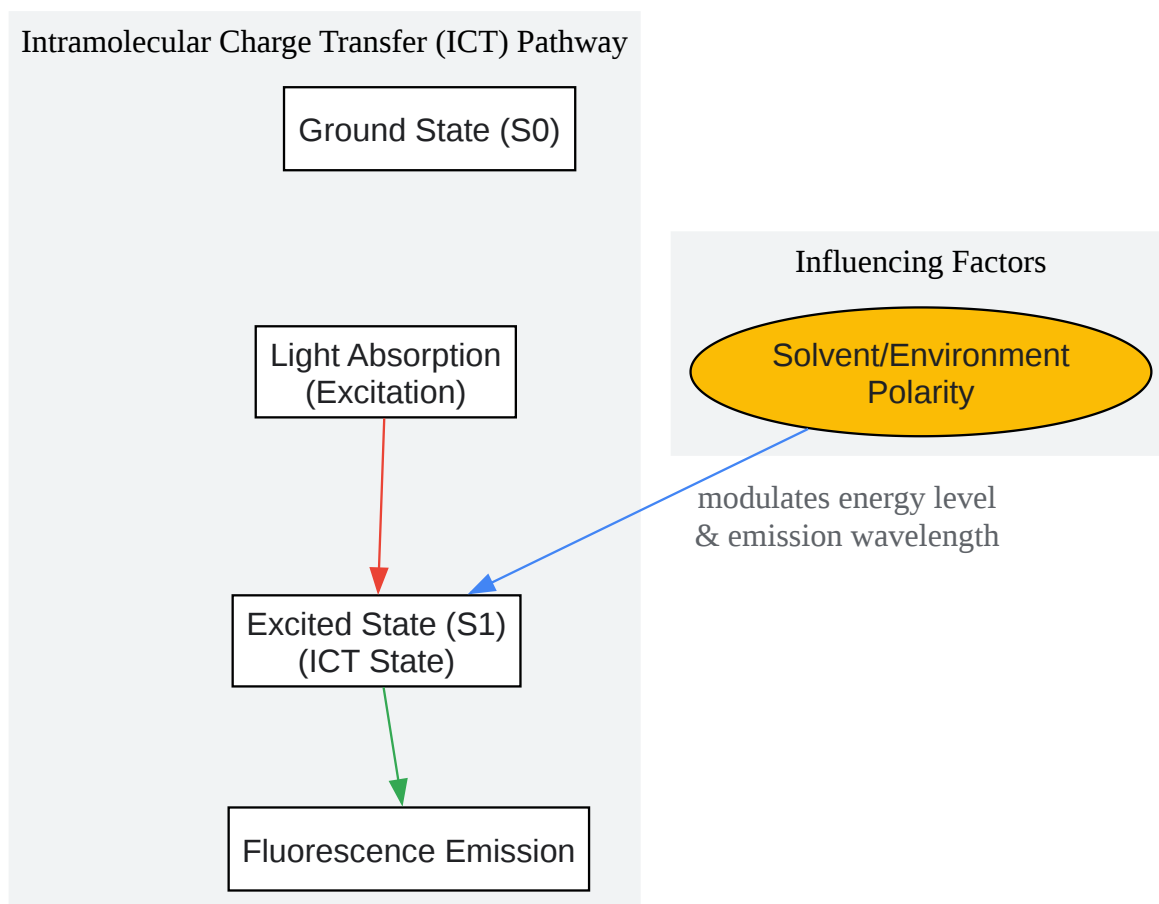 Intramolecular Charge Transfer (ICT) Pathway
Ground State (S0)
Influencing Factors
Light Absorption
(Excitation)
Solvent/Environment
Polarity
modulates energy level
& emission wavelength
Excited State (S1)
(ICT State)
Fluorescence Emission